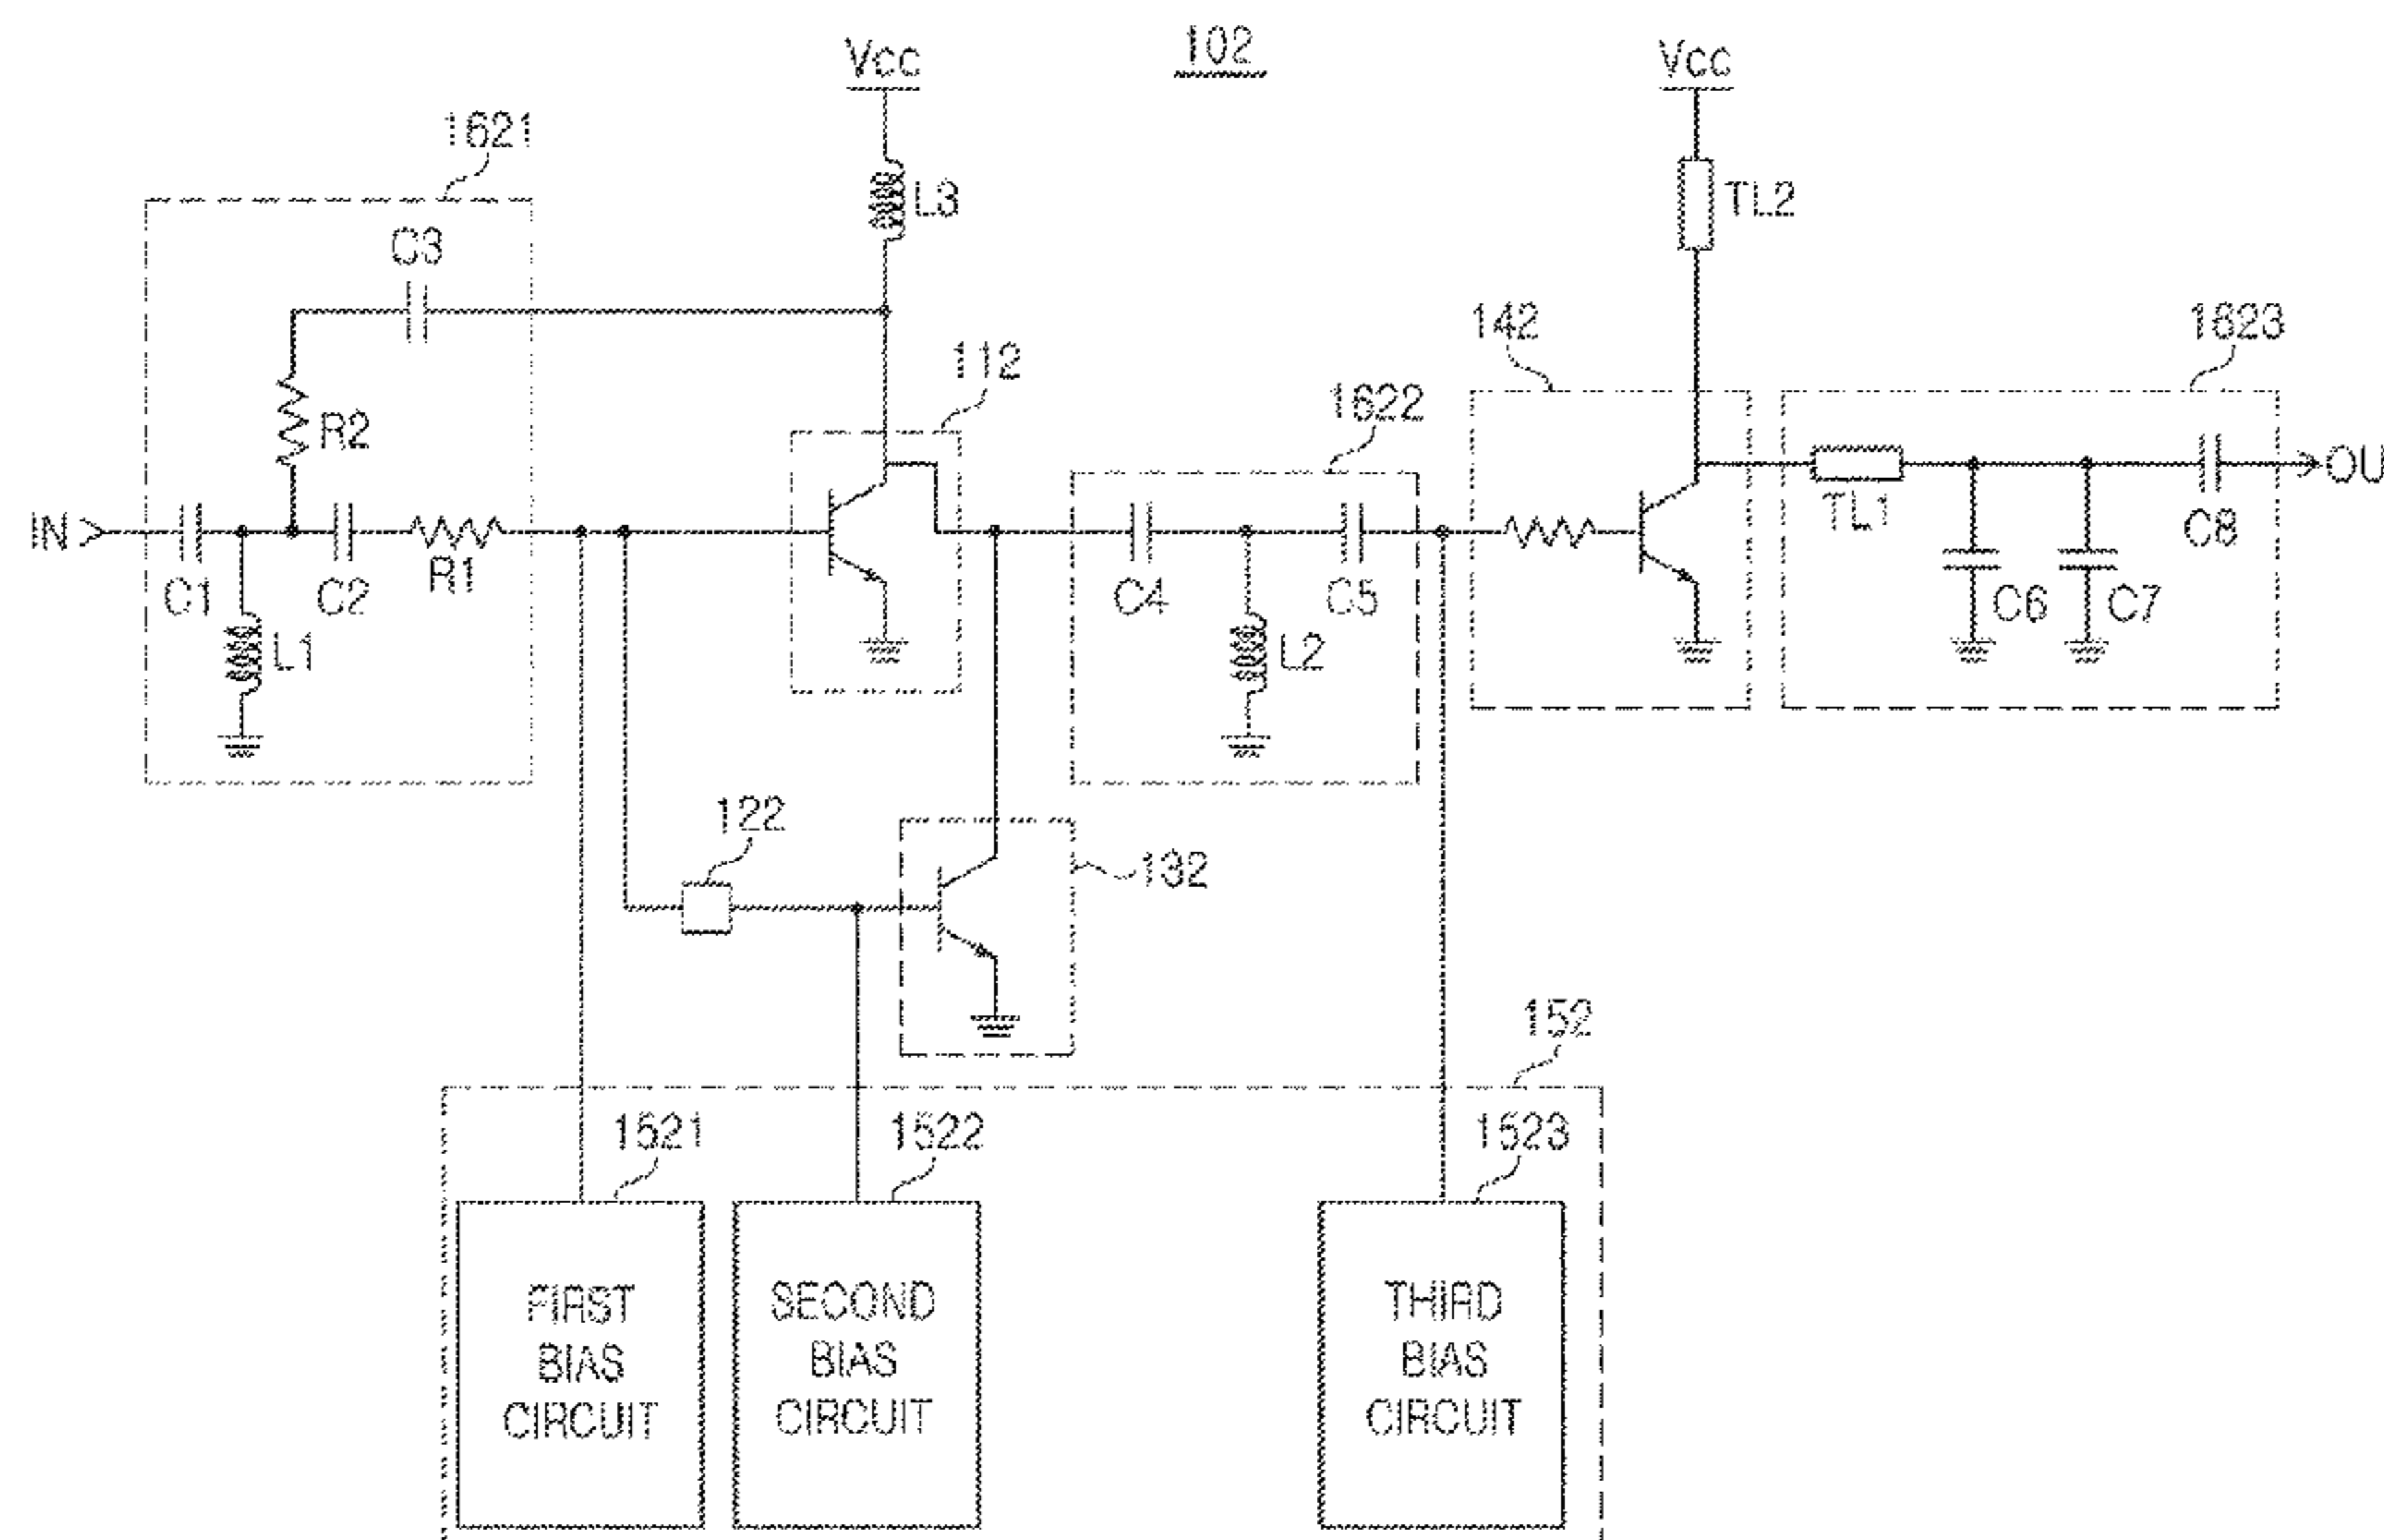 102
Vcc
Vcc
1621
L3
TL2
C3
142
1623
112
1622
R2
IN
OU
TL1
C8
C1
C2
R1
C4
C5
C6
C7
L1
L2
122
132
152
1521
1522
1523
FIRST
BIAS
CIRCUIT
SECOND
BIAS
CIRCUIT
THIRD
BIAS
CIRCUIT